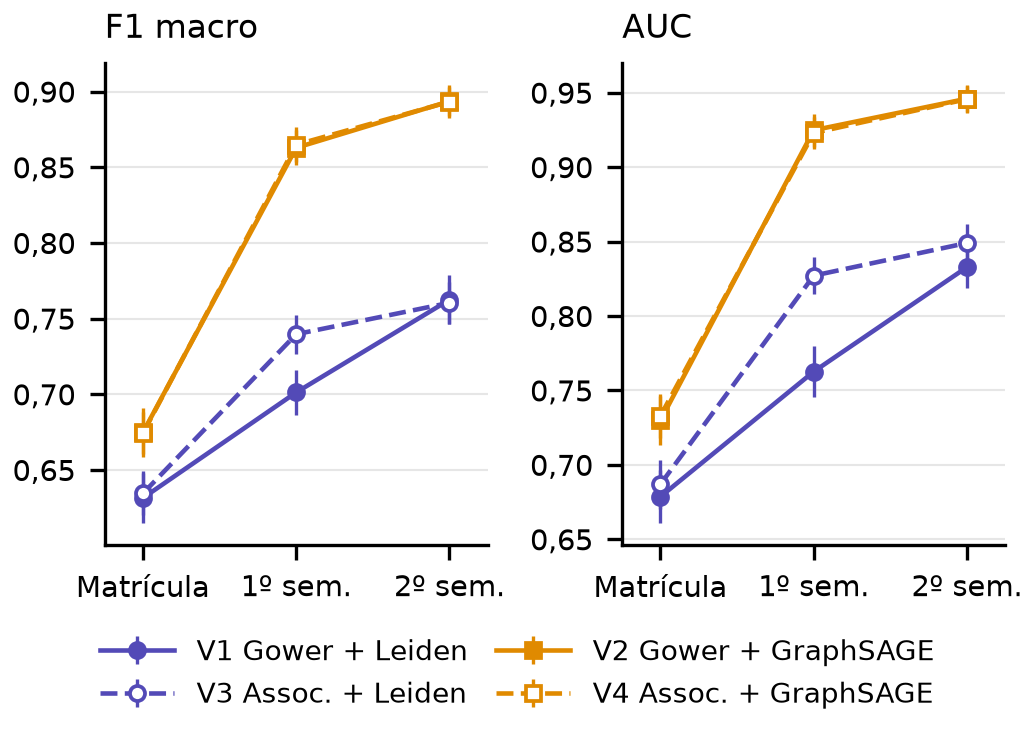 F1 macro
0,90
0,85
0,80
0,75
0,70
0,65
Matrícula 1º sem. 2º sem.
AUC
0,95
0,90
0,85
0,80
0,75
0,70
0,65
Matrícula 1º sem. 2º sem.
V1 Gower + Leiden
V3 Assoc. + Leiden
V2 Gower + GraphSAGE
V4 Assoc. + GraphSAGE